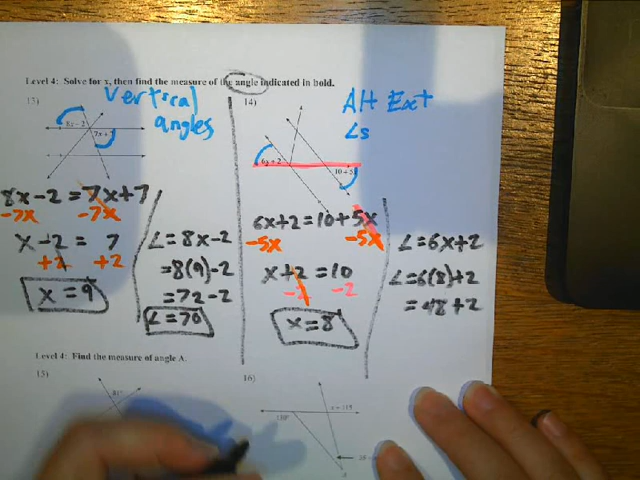 Level 4: Solve for x, then find the measure of the angle indicated in bold.
13)
Vertical
angles
8x - 2
8x-2 = 7x+7
-7x -7x
x-2 = 7
+2 +2
x = 9
∠ = 8x-2
= 8(9)-2
= 72-2
∠ = 70
14)
Alt Ext
∠s
6x + 2
10 + 5x
6x+2 = 10+5x
-5x -5x
x+2 = 10
-2 -2
x = 8
∠ = 6x+2
∠ = 6(8)+2
= 48+2
Level 4: Find the measure of angle A.
15)
16)